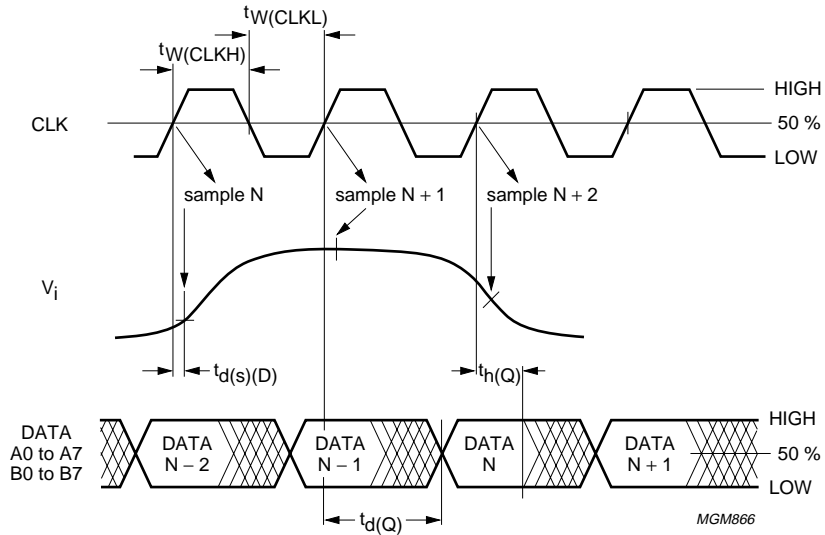 tW(CLKL)
tW(CLKH)
HIGH
CLK
50 %
LOW
sample N
sample N + 1
sample N + 2
Vi
td(s)(D)
th(Q)
DATA
A0 to A7
B0 to B7
DATA
N − 2
DATA
N − 1
DATA
N
DATA
N + 1
HIGH
50 %
LOW
td(Q)
MGM866